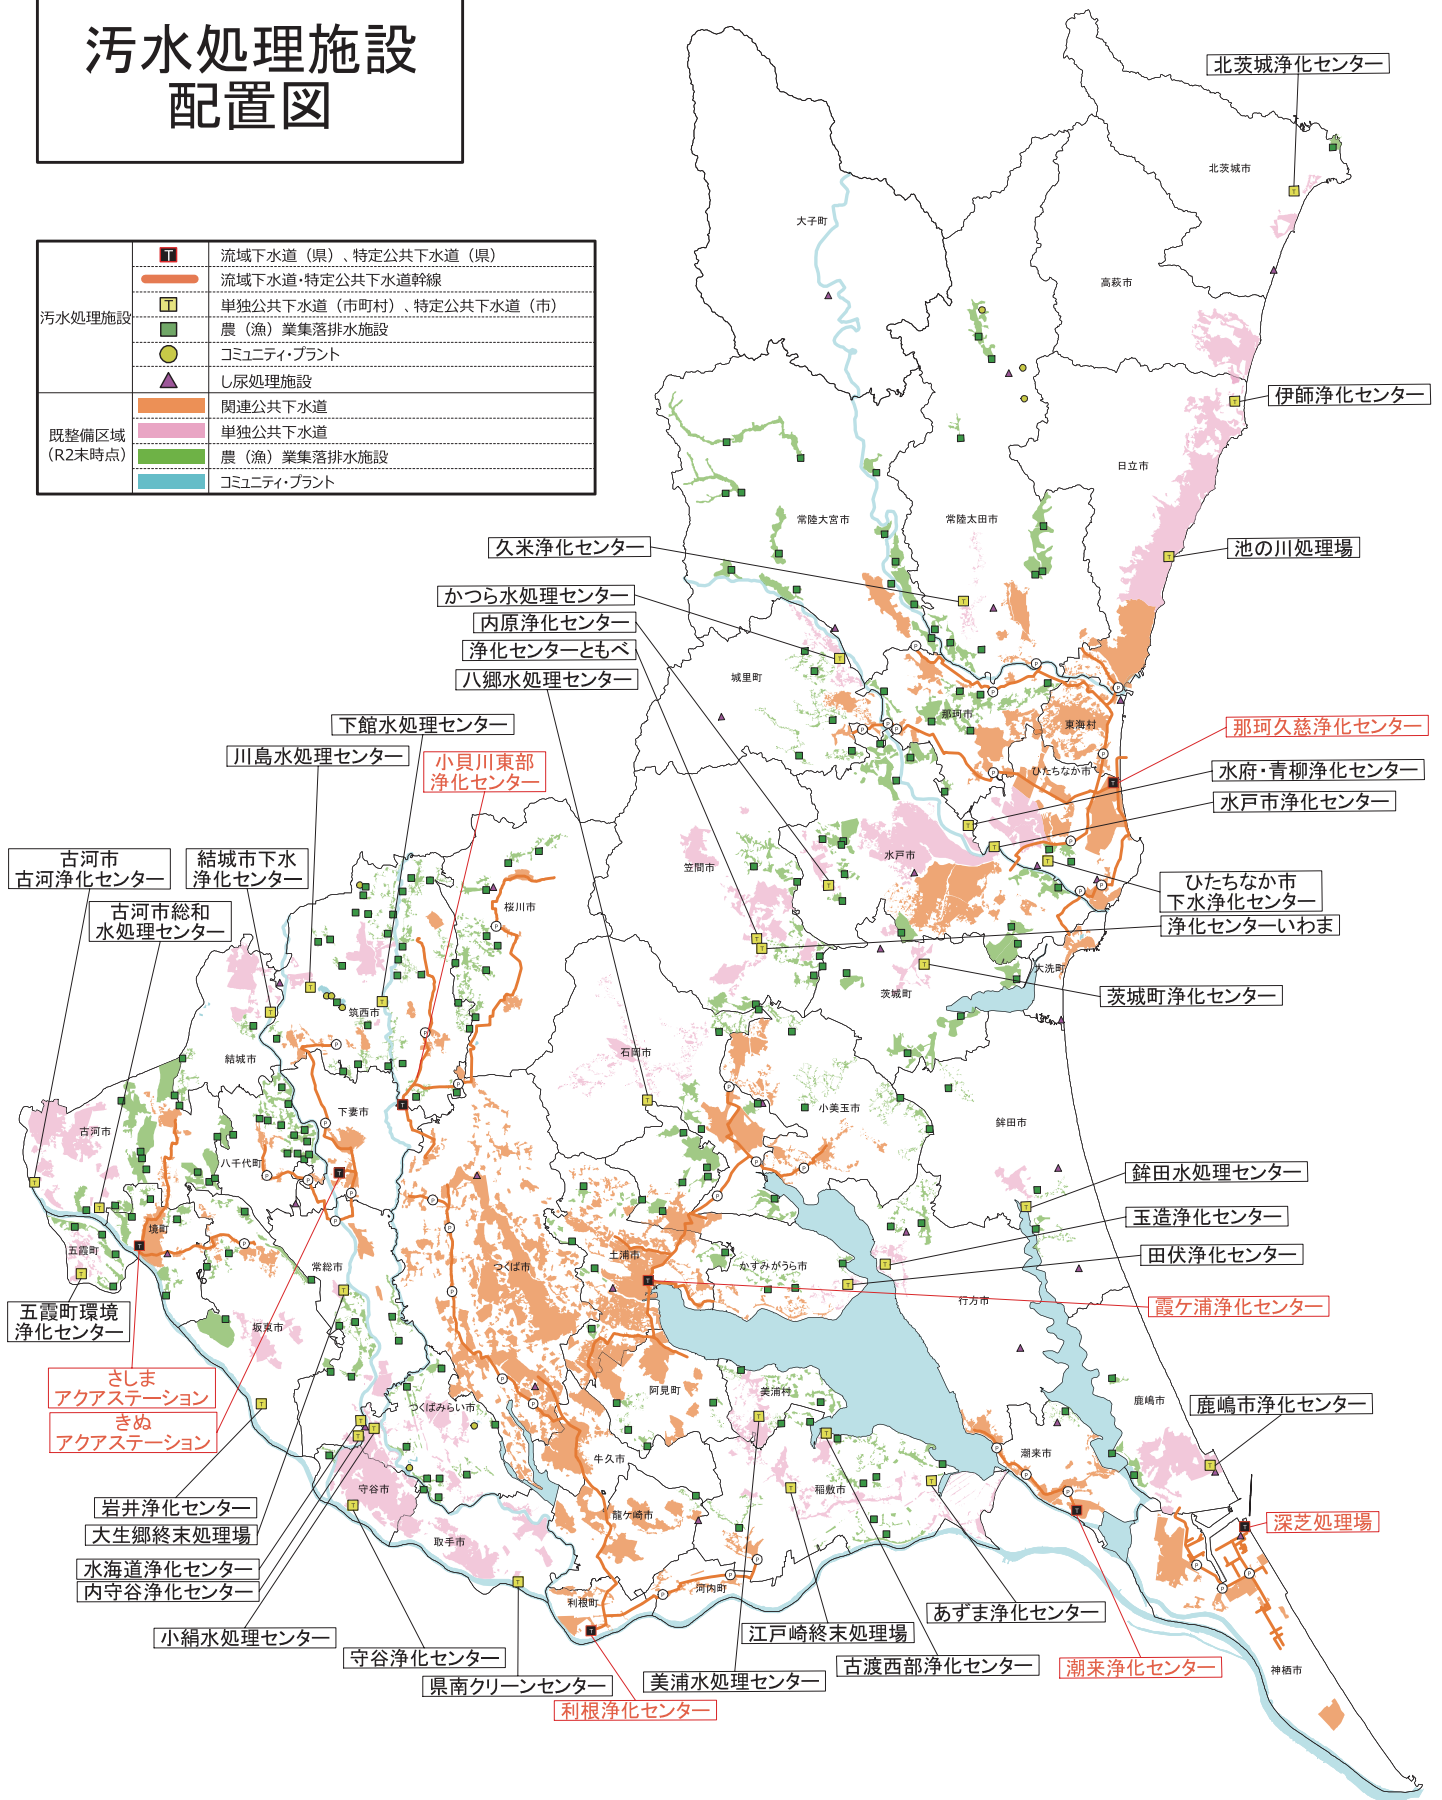 汚水処理施設
配置図
北茨城浄化センター
汚水処理施設
流域下水道（県）、特定公共下水道（県）
流域下水道・特定公共下水道幹線
単独公共下水道（市町村）、特定公共下水道（市）
農（漁）業集落排水施設
コミュニティ・プラント
し尿処理施設
既整備区域
（R2末時点）
関連公共下水道
単独公共下水道
農（漁）業集落排水施設
コミュニティ・プラント
北茨城市
大子町
高萩市
伊師浄化センター
日立市
常陸大宮市
常陸太田市
久米浄化センター
池の川処理場
かつら水処理センター
内原浄化センター
浄化センターともべ
八郷水処理センター
城里町
那珂市
東海村
下館水処理センター
川島水処理センター
小貝川東部
浄化センター
那珂久慈浄化センター
ひたちなか市
水府・青柳浄化センター
水戸市浄化センター
古河市
古河浄化センター
結城市下水
浄化センター
笠間市
水戸市
ひたちなか市
下水浄化センター
古河市総和
水処理センター
桜川市
浄化センターいわま
大洗町
茨城町
茨城町浄化センター
筑西市
結城市
石岡市
下妻市
小美玉市
鉾田市
古河市
八千代町
鉾田水処理センター
玉造浄化センター
境町
五霞町
土浦市
かすみがうら市
田伏浄化センター
常総市
つくば市
行方市
霞ケ浦浄化センター
五霞町環境
浄化センター
坂東市
さしま
アクアステーション
阿見町
美浦村
鹿嶋市
鹿嶋市浄化センター
つくばみらい市
きぬ
アクアステーション
牛久市
潮来市
守谷市
稲敷市
岩井浄化センター
龍ケ崎市
深芝処理場
大生郷終末処理場
取手市
水海道浄化センター
内守谷浄化センター
河内町
利根町
あずま浄化センター
小絹水処理センター
江戸崎終末処理場
守谷浄化センター
古渡西部浄化センター
潮来浄化センター
神栖市
県南クリーンセンター
美浦水処理センター
利根浄化センター